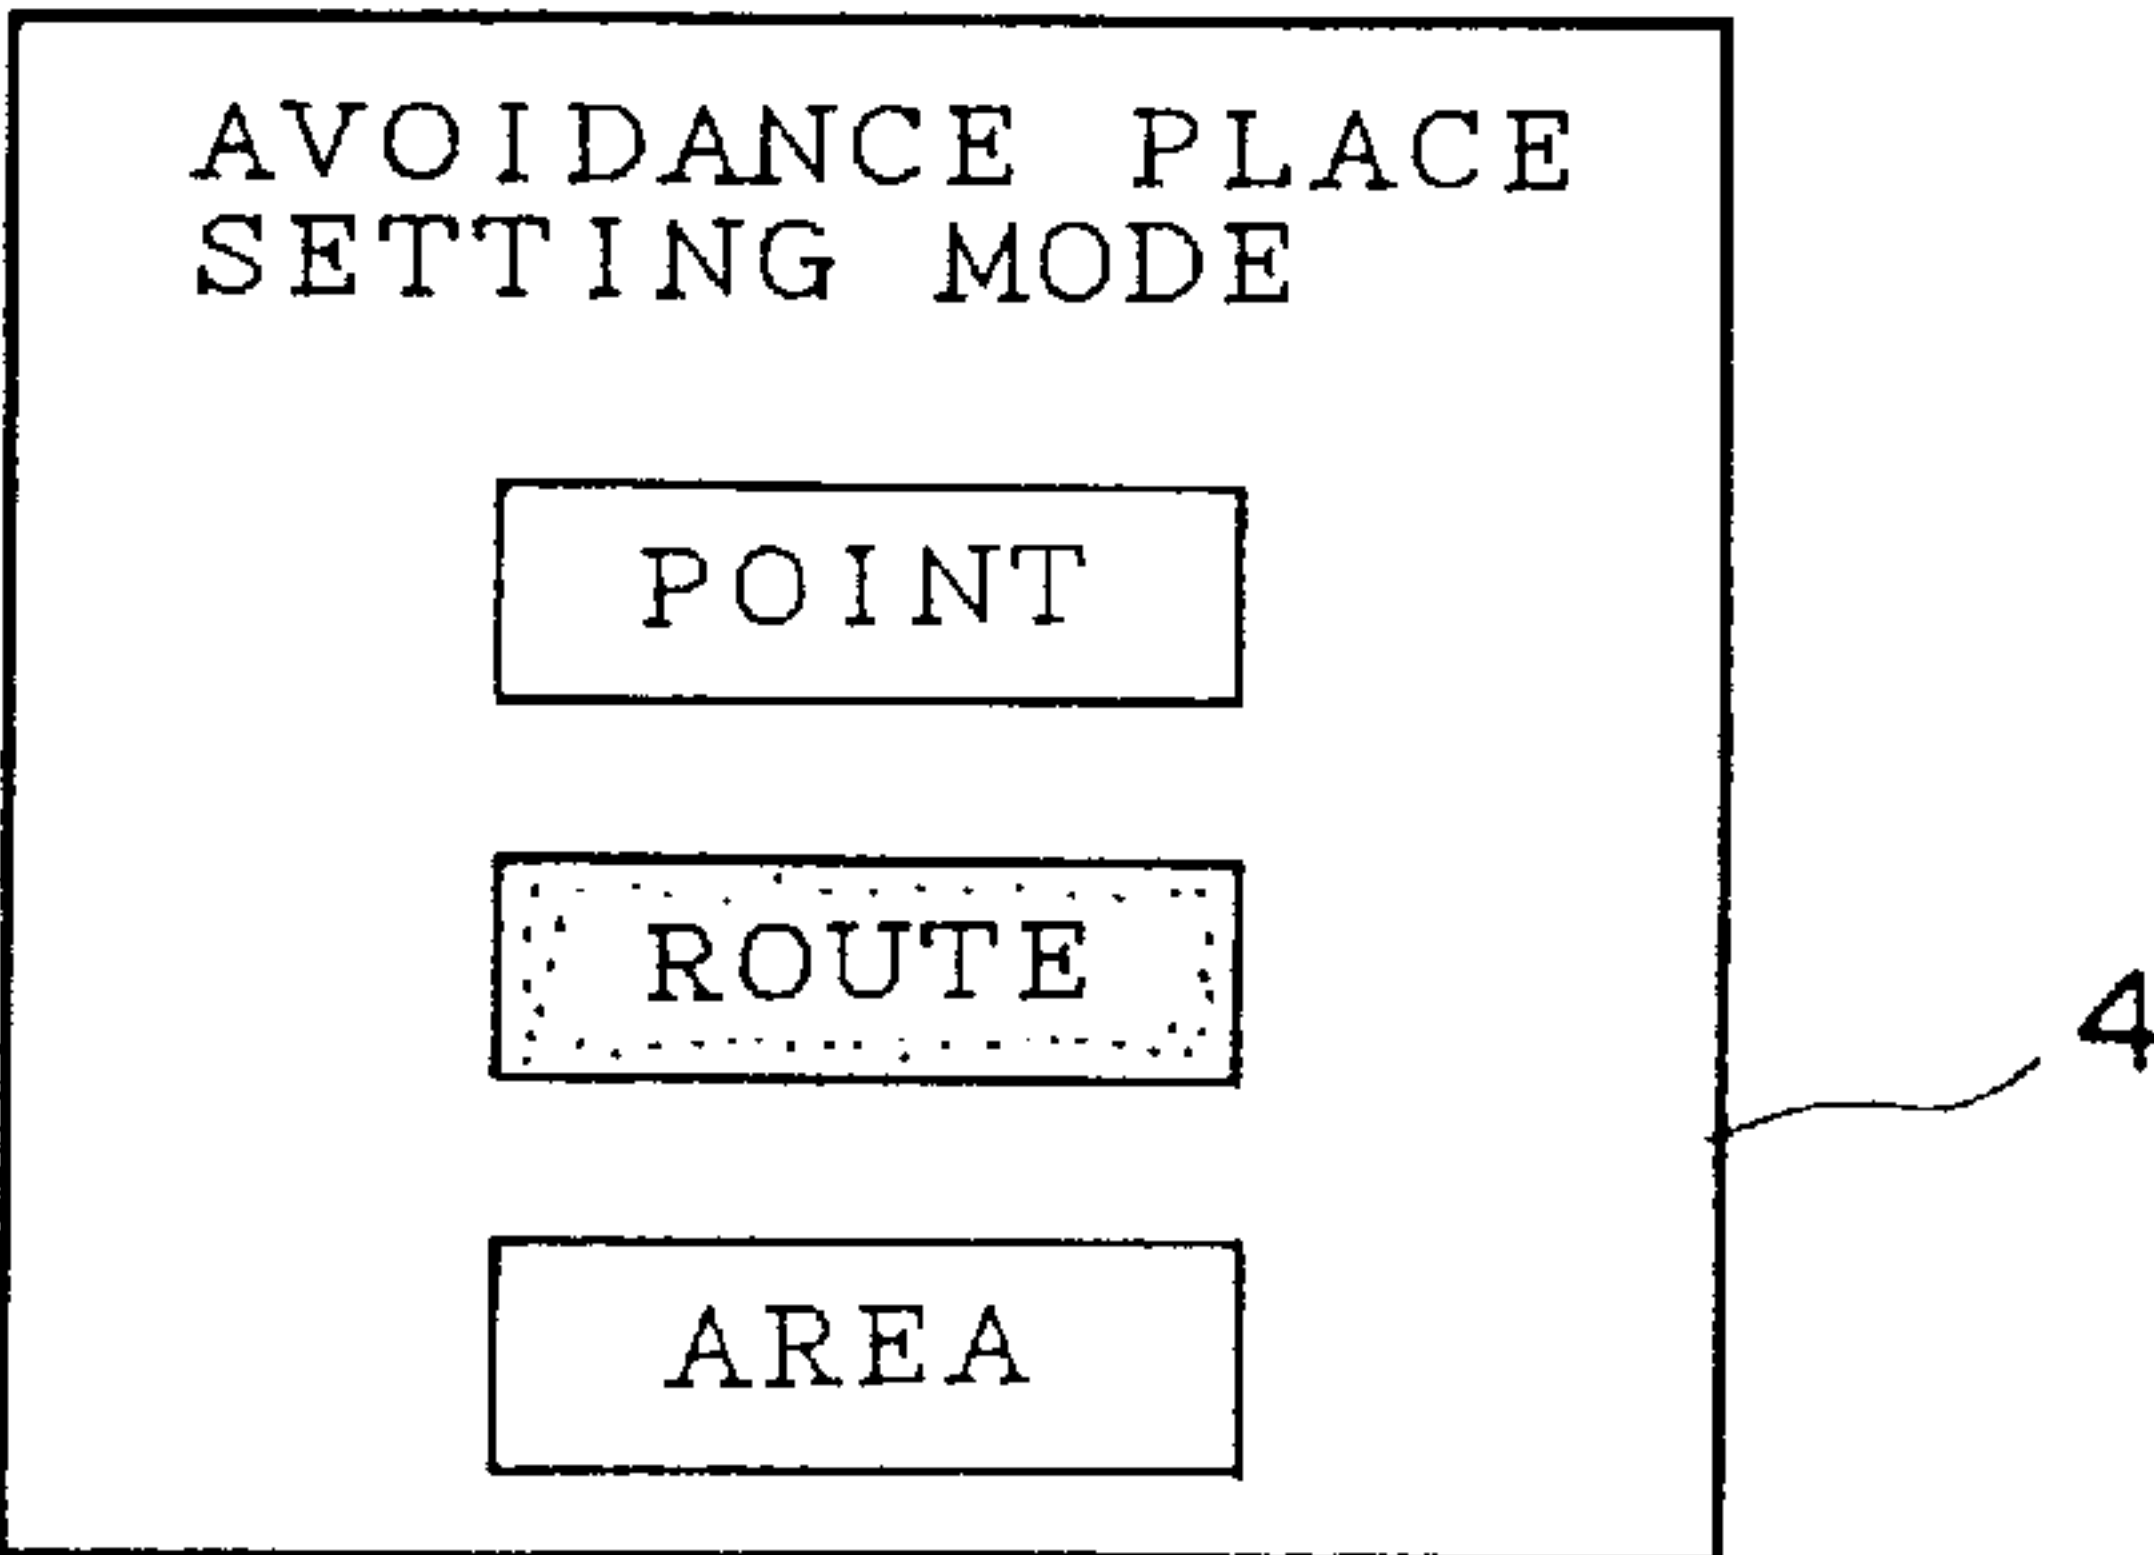 AVOIDANCE PLACE
SETTING MODE
POINT
ROUTE
4
AREA